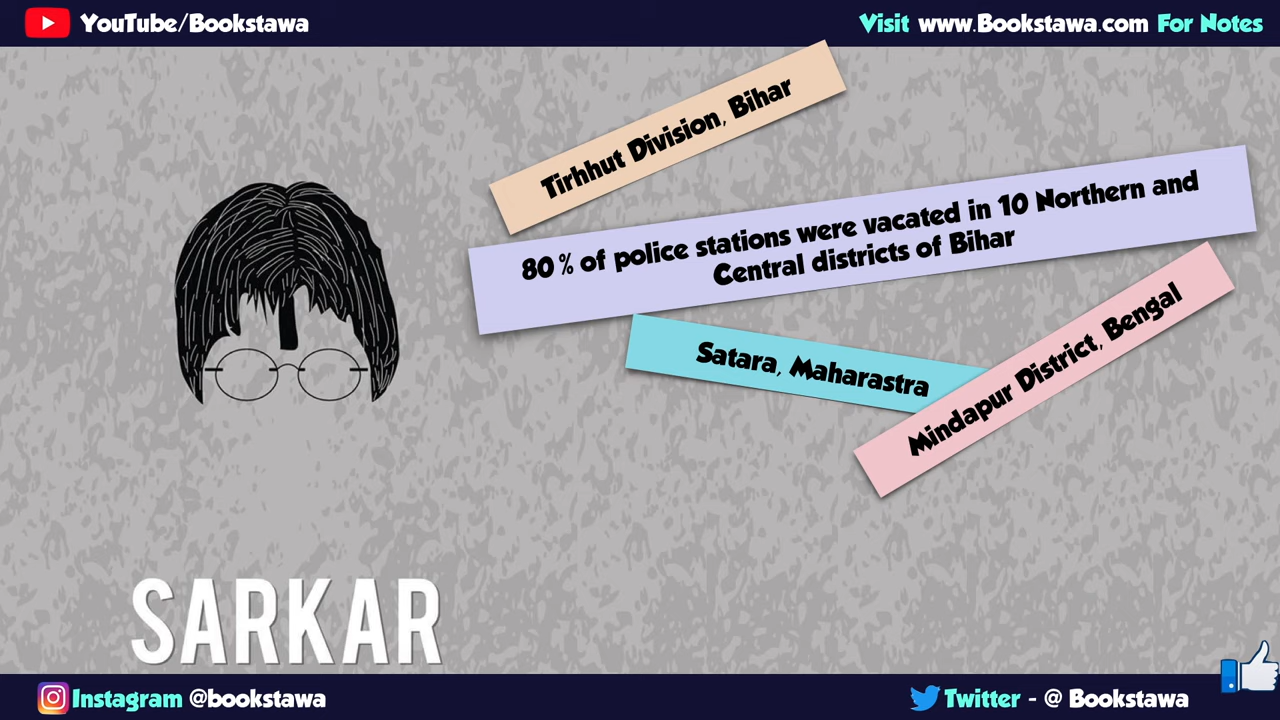 YouTube/Bookstawa
Visit www.Bookstawa.com For Notes
Tirhhut Division, Bihar
80 % of police stations were vacated in 10 Northern and
Central districts of Bihar
Satara, Maharastra
Mindapur District, Bengal
SARKAR
Instagram @bookstawa
Twitter - @ Bookstawa